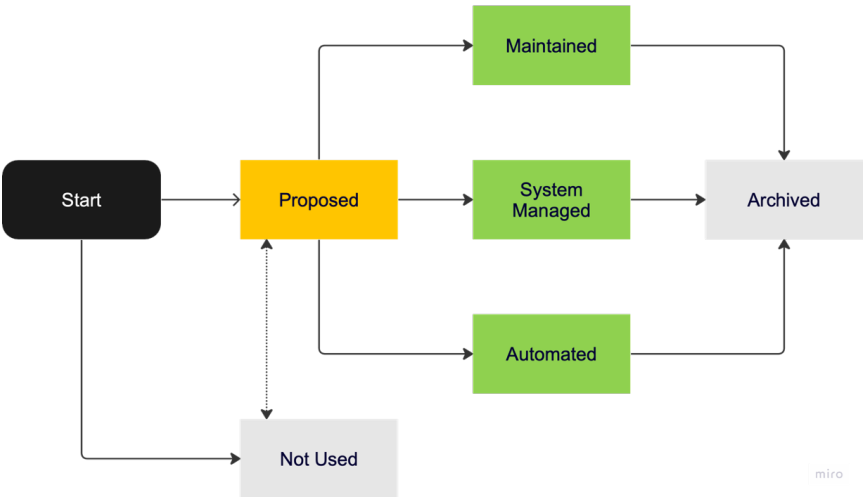 Maintained
Start
Proposed
System
Managed
Archived
Automated
Not Used
miro